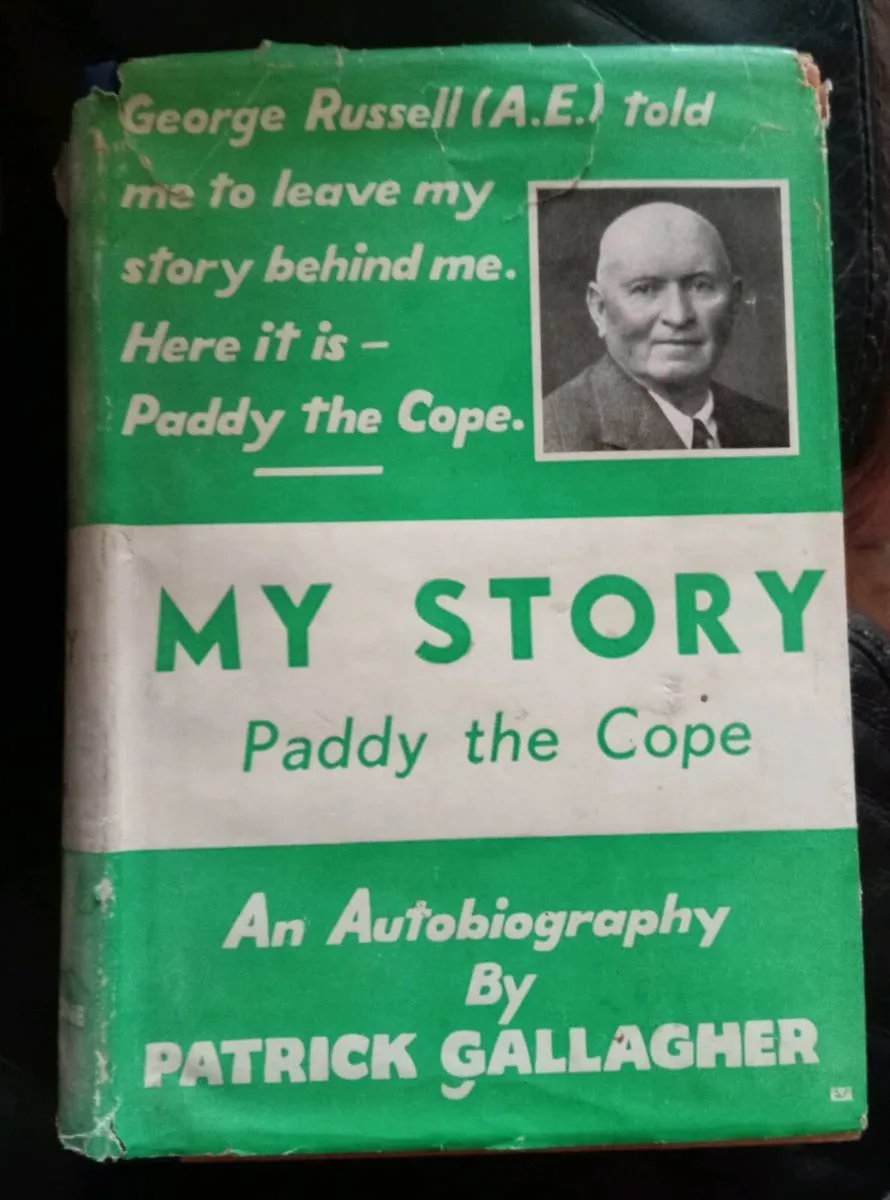 George Russell (A.E.) told
me to leave my
story behind me.
Here it is –
Paddy the Cope.
MY STORY
Paddy the Cope
An Autobiography
By
PATRICK GALLAGHER